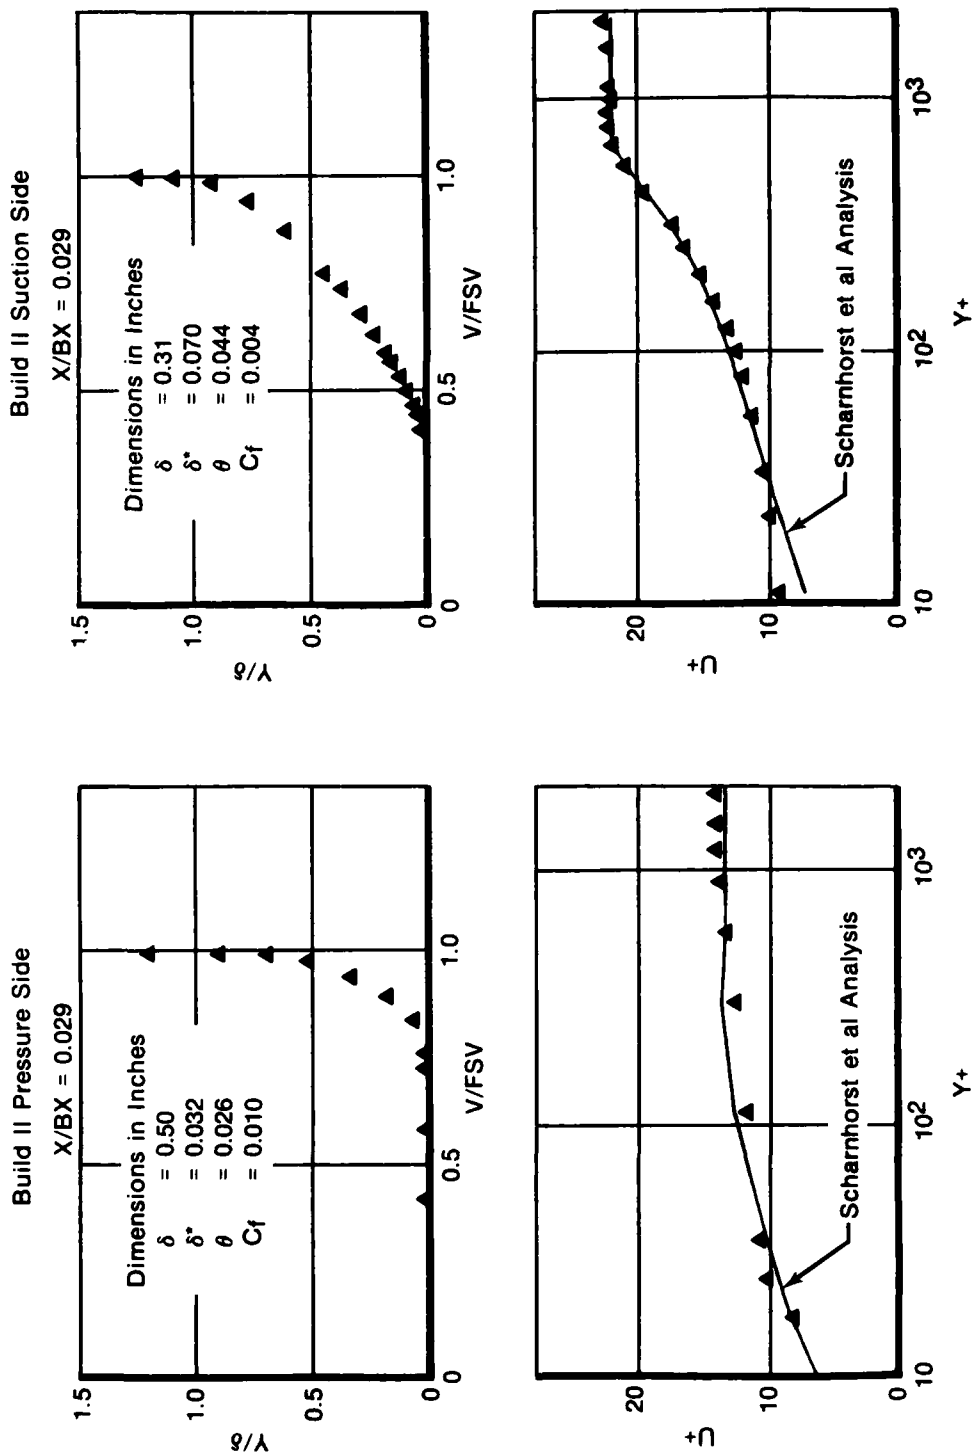 Build II Pressure Side
X/BX = 0.029
1.5
1.0
0.5
0
Y/δ
Dimensions in Inches
δ = 0.50
δ* = 0.032
θ = 0.026
Cf = 0.010
0
0.5
1.0
V/FSV
20
10
0
U+
10
10²
10³
Y+
Scharnhorst et al Analysis
Build II Suction Side
X/BX = 0.029
1.5
1.0
0.5
0
Y/δ
Dimensions in Inches
δ = 0.31
δ* = 0.070
θ = 0.044
Cf = 0.004
0
0.5
1.0
V/FSV
20
10
0
U+
10
10²
10³
Y+
Scharnhorst et al Analysis